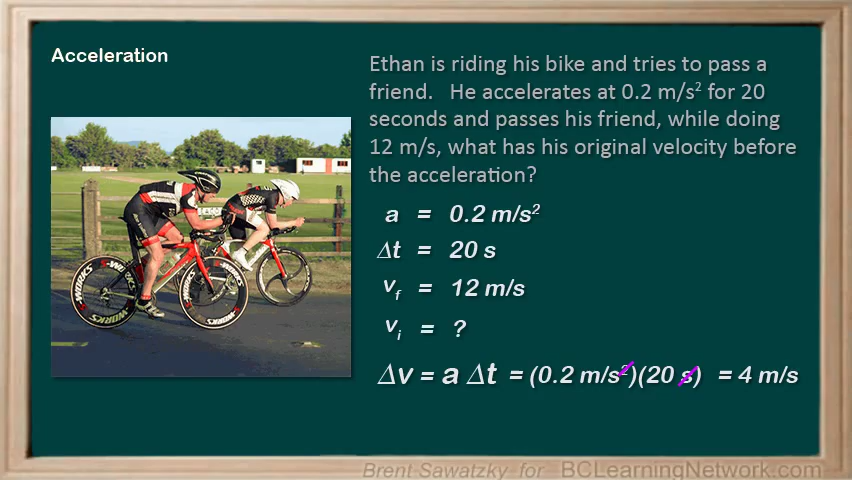 Acceleration
Ethan is riding his bike and tries to pass a
friend. He accelerates at 0.2 m/s² for 20
seconds and passes his friend, while doing
12 m/s, what has his original velocity before
the acceleration?
a = 0.2 m/s²
Δt = 20 s
v_f = 12 m/s
v_i = ?
Δv = a Δt = (0.2 m/s²)(20 s) = 4 m/s
Brent Sawatzky for BCLearningNetwork.com